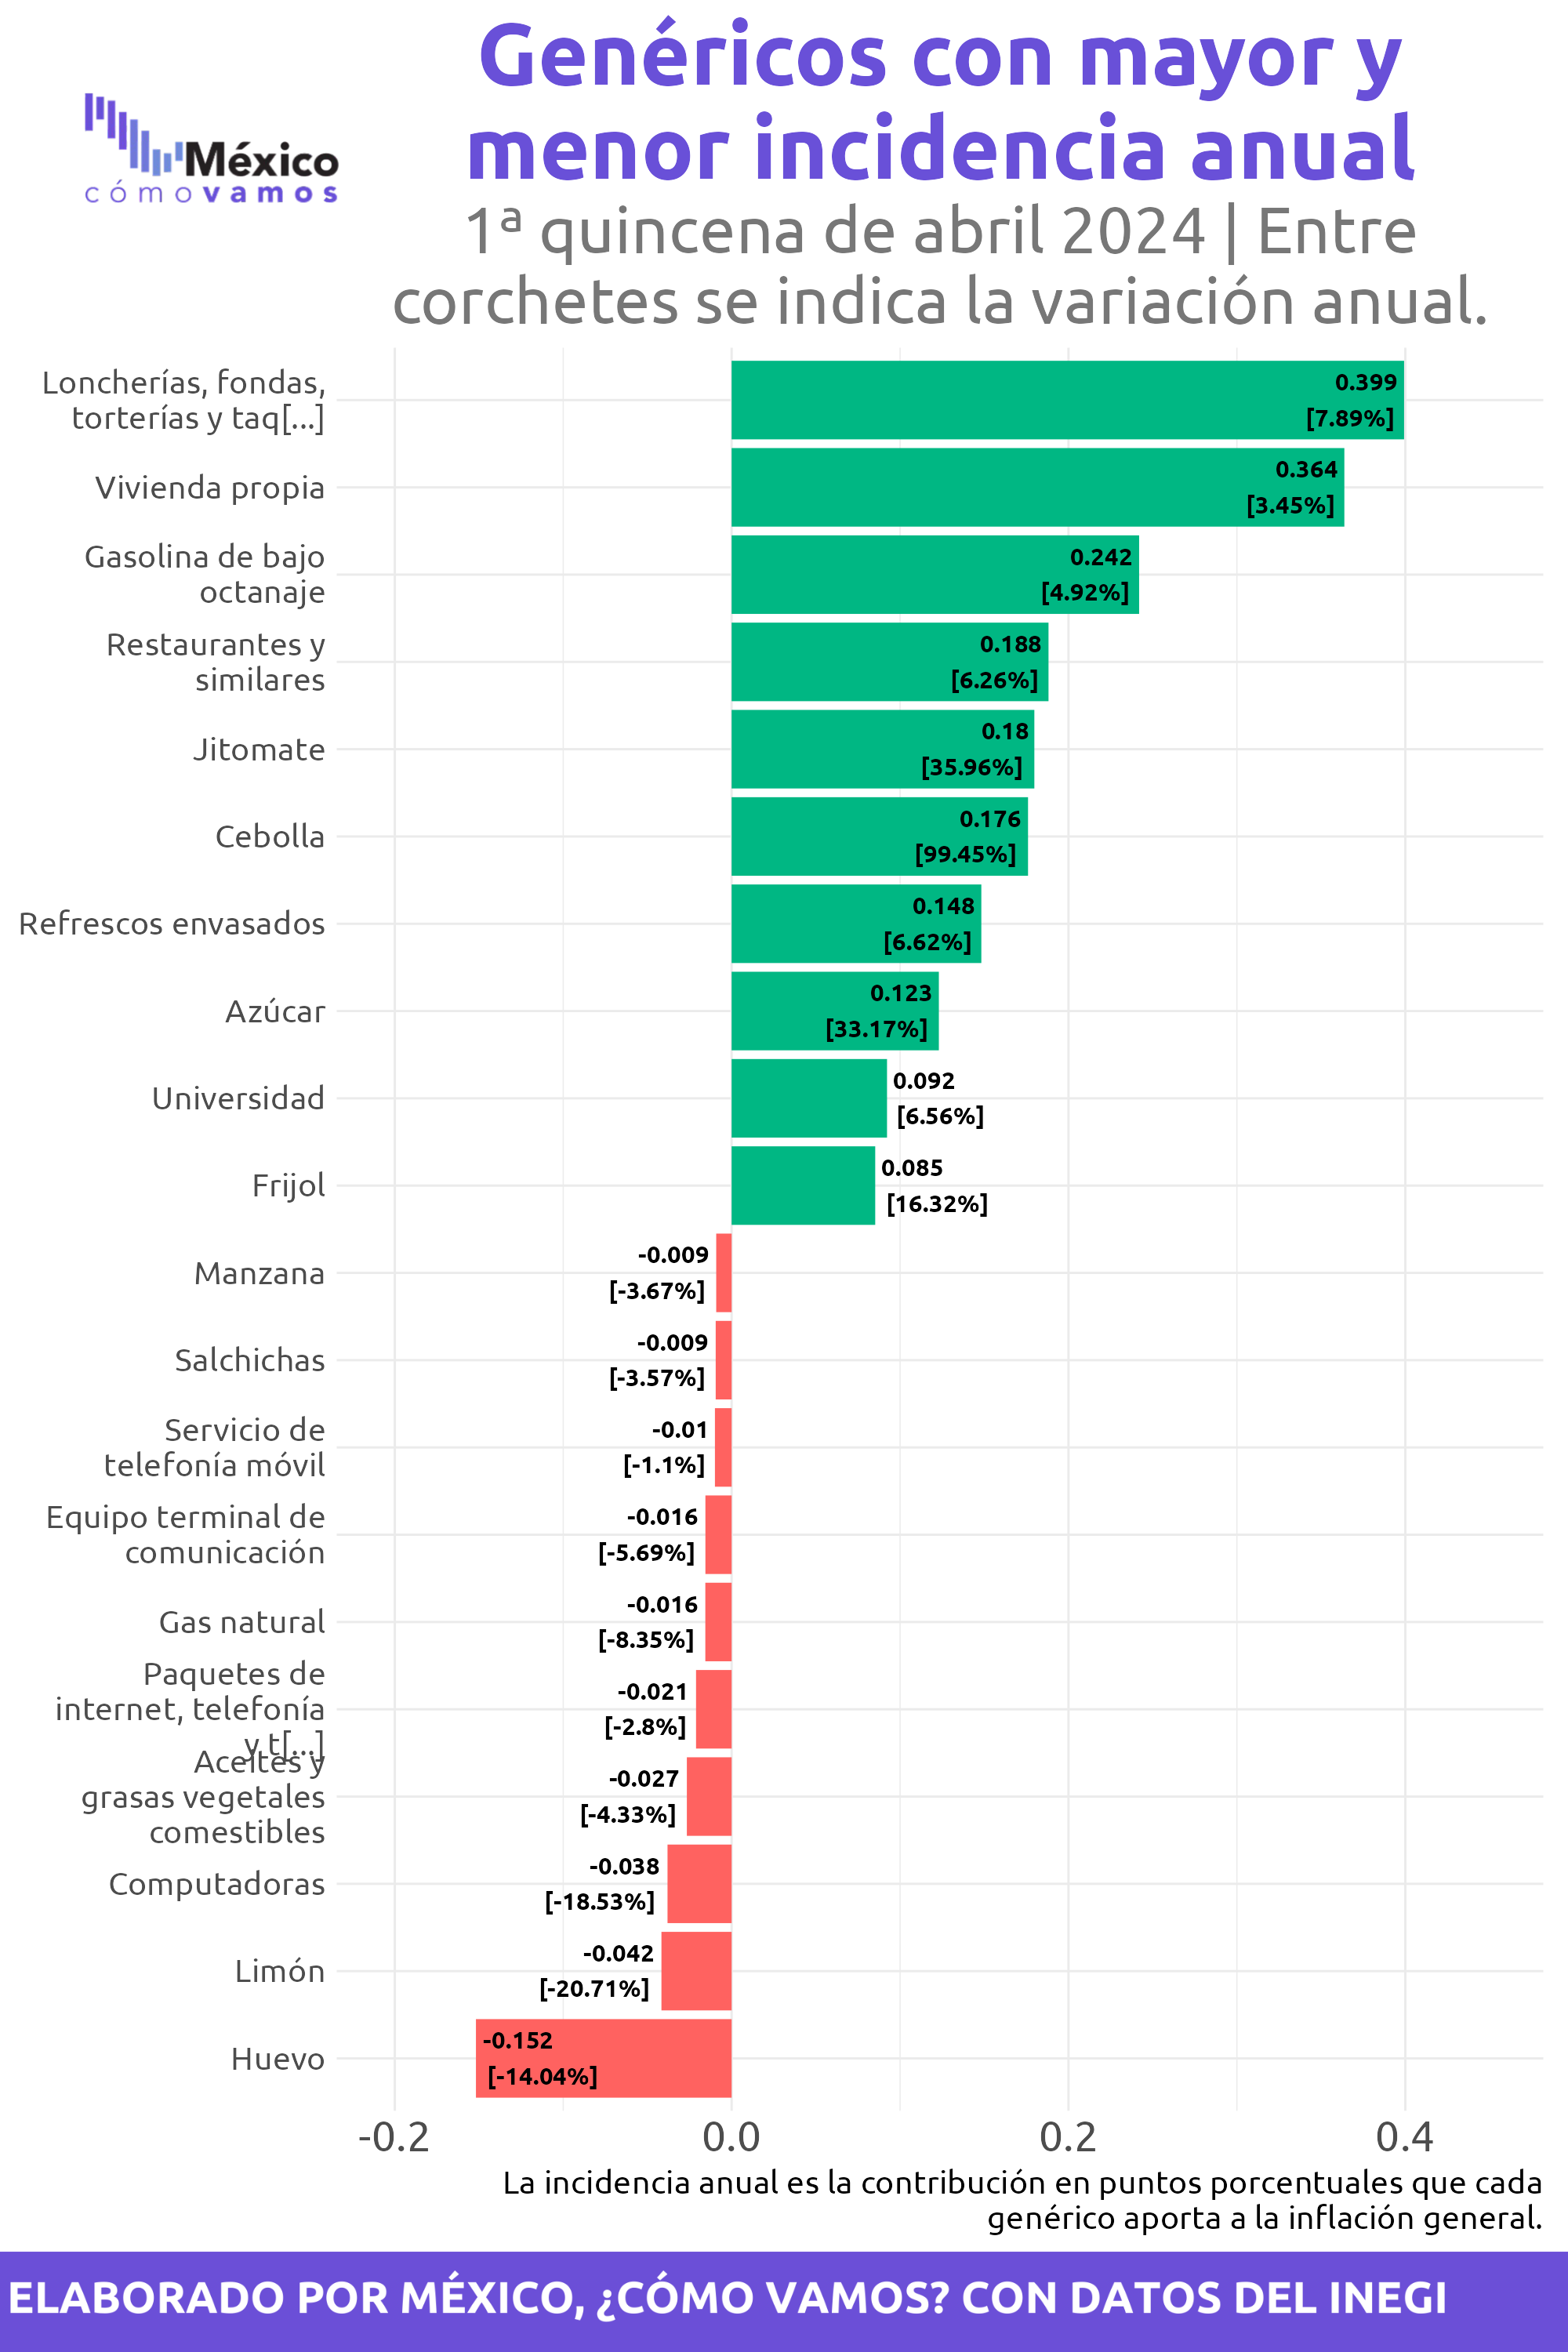 México
cómovamos
Genéricos con mayor y
menor incidencia anual
1ª quincena de abril 2024 | Entre
corchetes se indica la variación anual.
Loncherías, fondas,
torterías y taq[...]
0.399
[7.89%]
Vivienda propia
0.364
[3.45%]
Gasolina de bajo
octanaje
0.242
[4.92%]
Restaurantes y
similares
0.188
[6.26%]
Jitomate
0.18
[35.96%]
Cebolla
0.176
[99.45%]
Refrescos envasados
0.148
[6.62%]
Azúcar
0.123
[33.17%]
Universidad
0.092
[6.56%]
Frijol
0.085
[16.32%]
Manzana
-0.009
[-3.67%]
Salchichas
-0.009
[-3.57%]
Servicio de
telefonía móvil
-0.01
[-1.1%]
Equipo terminal de
comunicación
-0.016
[-5.69%]
Gas natural
-0.016
[-8.35%]
Paquetes de
internet, telefonía
y t[...]
-0.021
[-2.8%]
Aceites y
grasas vegetales
comestibles
-0.027
[-4.33%]
Computadoras
-0.038
[-18.53%]
Limón
-0.042
[-20.71%]
Huevo
-0.152
[-14.04%]
-0.2 0.0 0.2 0.4
La incidencia anual es la contribución en puntos porcentuales que cada
genérico aporta a la inflación general.
ELABORADO POR MÉXICO, ¿CÓMO VAMOS? CON DATOS DEL INEGI